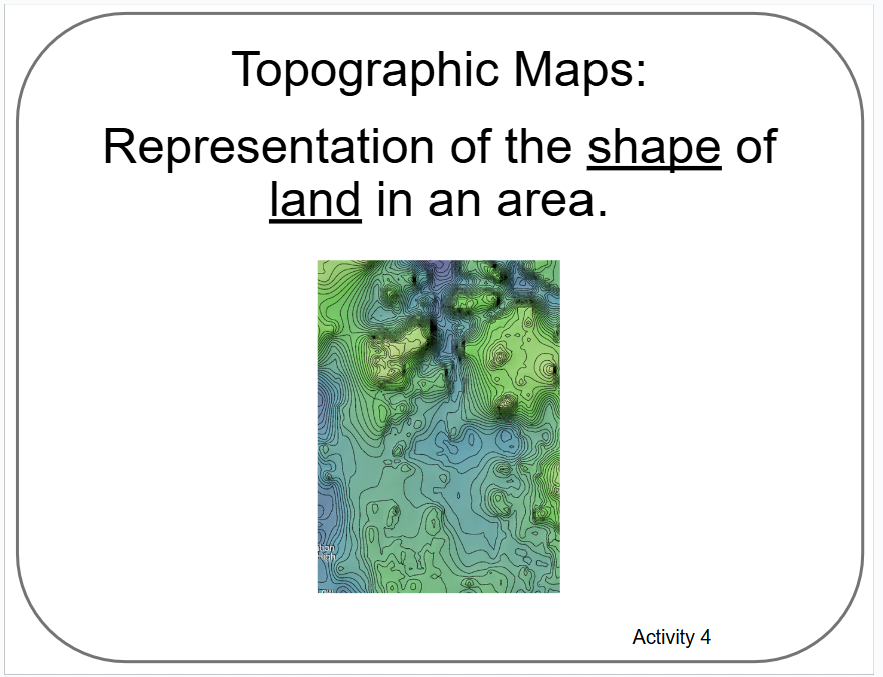 Topographic Maps:
Representation of the shape of
land in an area.
Activity 4